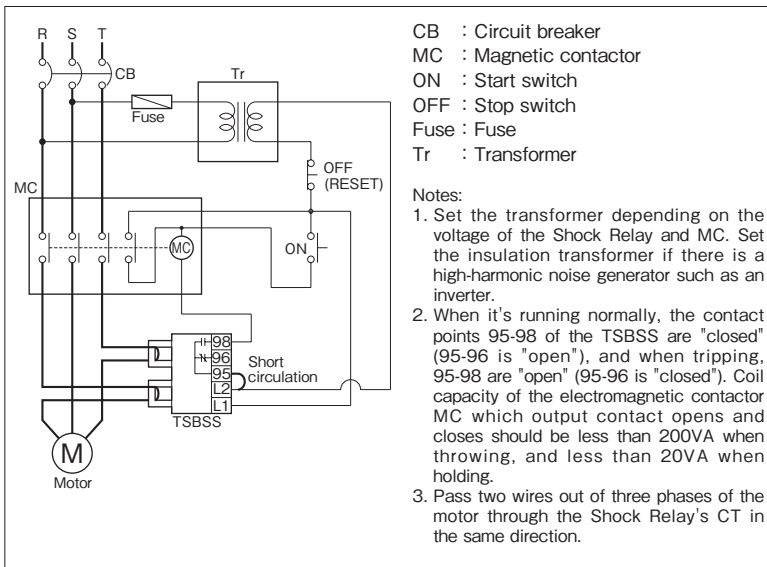 R S T
CB
Tr
Fuse
OFF
(RESET)
MC
MC
ON
98
96
95
L2
L1
Short
circulation
TSBSS
M
Motor
CB : Circuit breaker
MC : Magnetic contactor
ON : Start switch
OFF : Stop switch
Fuse : Fuse
Tr : Transformer
Notes:
1. Set the transformer depending on the
voltage of the Shock Relay and MC. Set
the insulation transformer if there is a
high-harmonic noise generator such as an
inverter.
2. When it's running normally, the contact
points 95-98 of the TSBSS are "closed"
(95-96 is "open"), and when tripping,
95-98 are "open" (95-96 is "closed"). Coil
capacity of the electromagnetic contactor
MC which output contact opens and
closes should be less than 200VA when
throwing, and less than 20VA when
holding.
3. Pass two wires out of three phases of the
motor through the Shock Relay's CT in
the same direction.